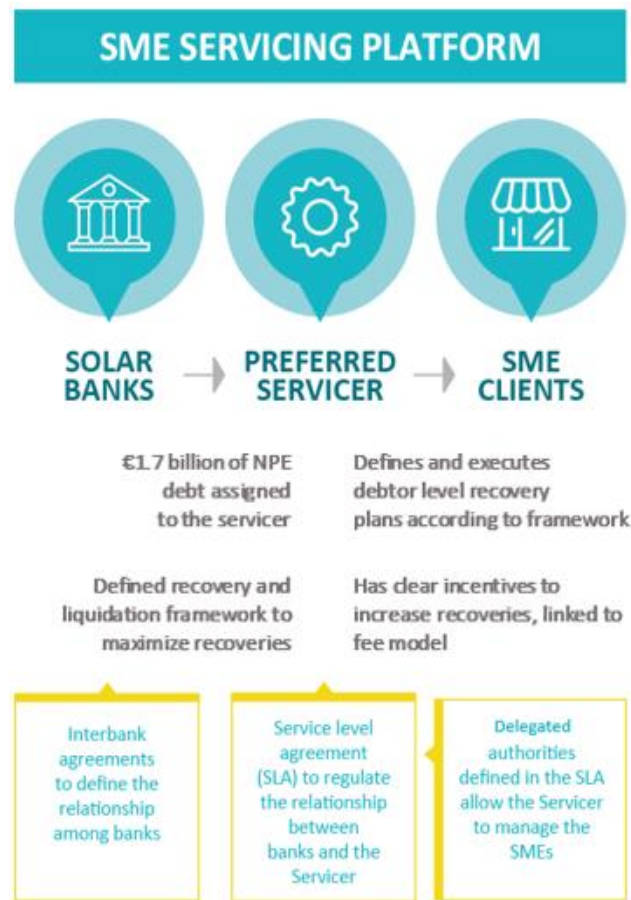 SME SERVICING PLATFORM
SOLAR
BANKS
PREFERRED
SERVICER
SME
CLIENTS
€1.7 billion of NPE
debt assigned
to the servicer
Defines and executes
debtor level recovery
plans according to framework
Defined recovery and
liquidation framework to
maximize recoveries
Has clear incentives to
increase recoveries, linked to
fee model
Interbank
agreements
to define the
relationship
among banks
Service level
agreement
(SLA) to regulate
the relationship
between
banks and the
Servicer
Delegated
authorities
defined in the SLA
allow the Servicer
to manage the
SMEs